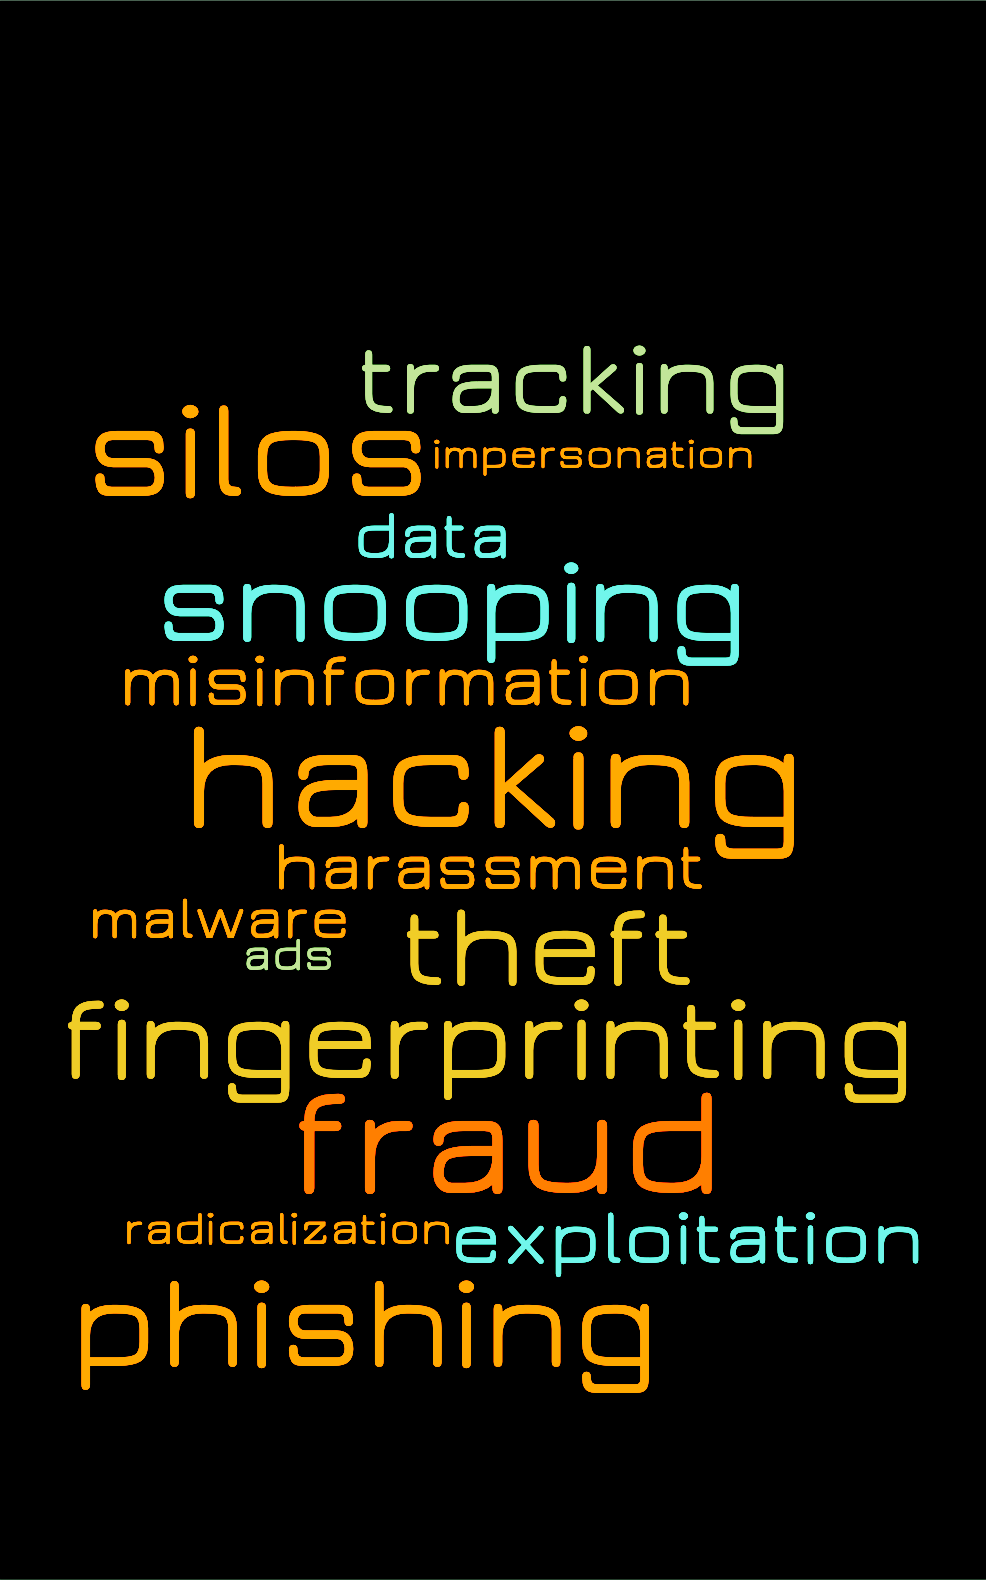 tracking
silos
impersonation
data
snooping
misinformation
hacking
harassment
malware
theft
ads
fingerprinting
fraud
radicalization
exploitation
phishing